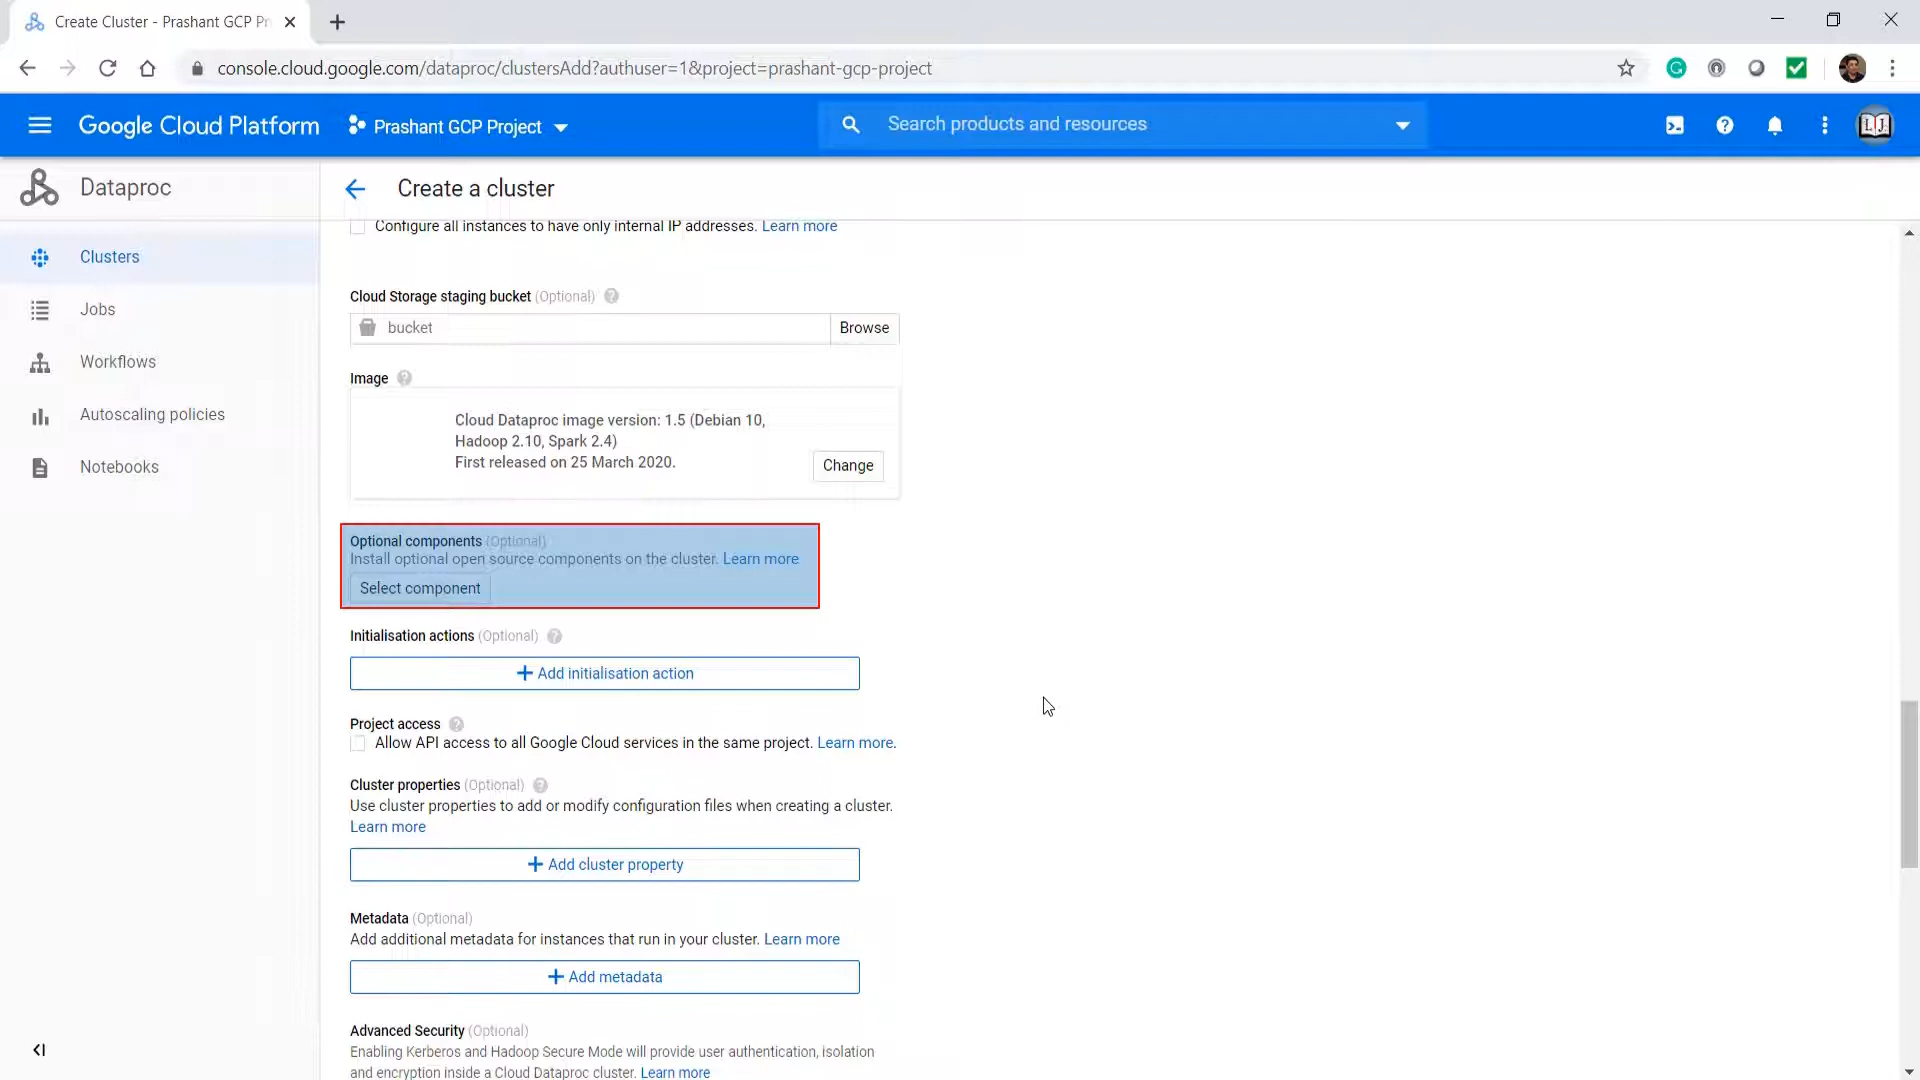 Create Cluster - Prashant GCP Pr
console.cloud.google.com/dataproc/clustersAdd?authuser=1&project=prashant-gcp-project
Google Cloud Platform
Prashant GCP Project
Search products and resources
Dataproc
Create a cluster
Clusters
Jobs
Workflows
Autoscaling policies
Notebooks
Configure all instances to have only internal IP addresses. Learn more
Cloud Storage staging bucket (Optional)
bucket
Browse
Image
Cloud Dataproc image version: 1.5 (Debian 10,
Hadoop 2.10, Spark 2.4)
First released on 25 March 2020.
Change
Optional components (Optional)
Install optional open source components on the cluster. Learn more
Select component
Initialisation actions (Optional)
Add initialisation action
Project access
Allow API access to all Google Cloud services in the same project. Learn more.
Cluster properties (Optional)
Use cluster properties to add or modify configuration files when creating a cluster.
Learn more
Add cluster property
Metadata (Optional)
Add additional metadata for instances that run in your cluster. Learn more
Add metadata
Advanced Security (Optional)
Enabling Kerberos and Hadoop Secure Mode will provide user authentication, isolation
and encryption inside a Cloud Dataproc cluster. Learn more